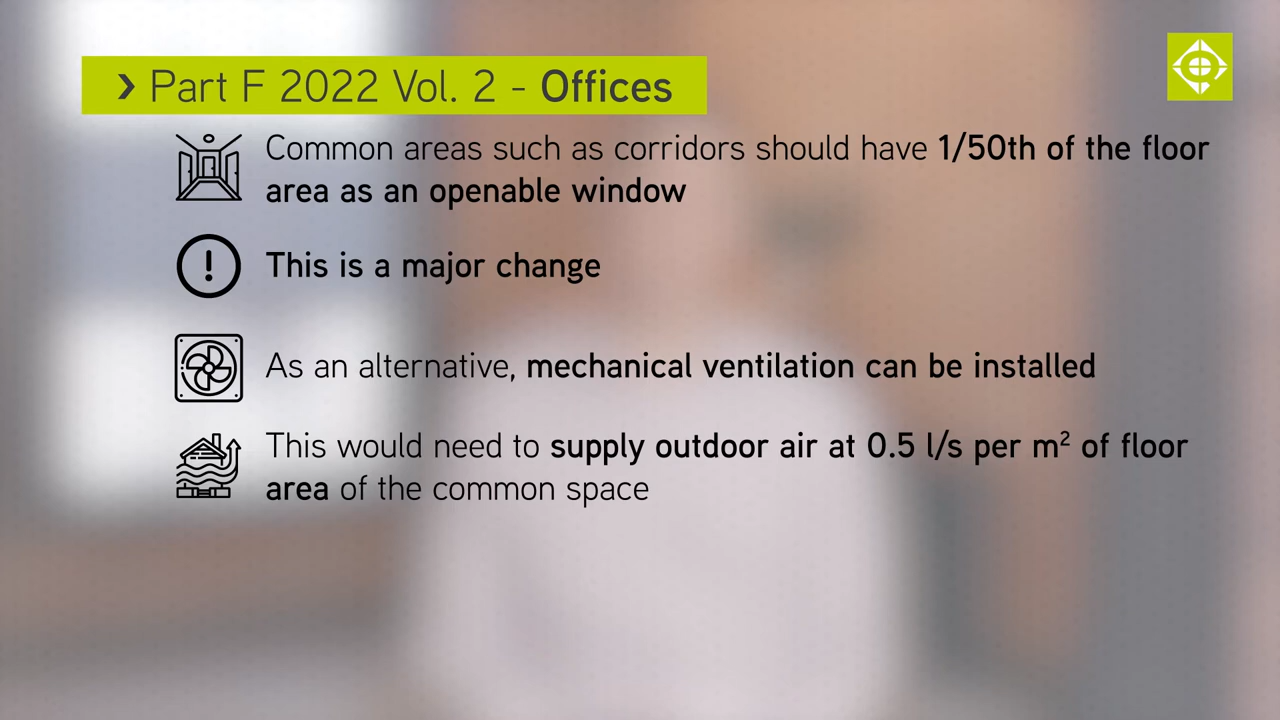 Part F 2022 Vol. 2 - Offices
Common areas such as corridors should have 1/50th of the floor
area as an openable window
This is a major change
As an alternative, mechanical ventilation can be installed
This would need to supply outdoor air at 0.5 l/s per m² of floor
area of the common space